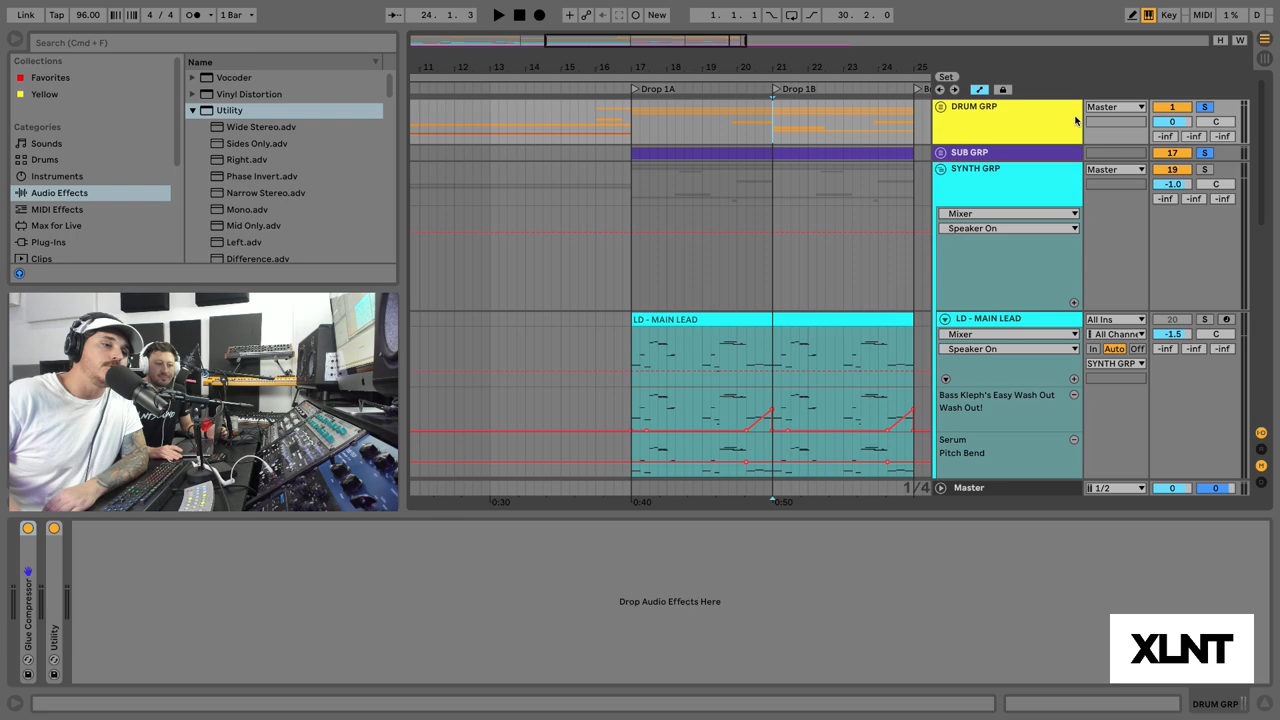 Link Tap 96.00 4 / 4 1 Bar 24. 1. 3 New 1. 1. 1 30. 2. 0 Key MIDI 1 % D
Search (Cmd + F)
H W
Collections
Favorites
Yellow
Categories
Sounds
Drums
Instruments
Audio Effects
MIDI Effects
Max for Live
Plug-Ins
Clips
Name
Vocoder
Vinyl Distortion
Utility
Wide Stereo.adv
Sides Only.adv
Right.adv
Phase Invert.adv
Narrow Stereo.adv
Mono.adv
Mid Only.adv
Left.adv
Difference.adv
11 12 13 14 15 16 17 18 19 20 21 22 23 24 25
Set
Drop 1A Drop 1B
DRUM GRP Master 1 S
0 C
-inf -inf -inf
SUB GRP 17 S
SYNTH GRP Master 19 S
-1.0 C
-inf -inf -inf
Mixer
Speaker On
LD - MAIN LEAD
LD - MAIN LEAD All Ins 20 S
Mixer -1.5 C
Speaker On In Auto Off -inf -inf -inf
SYNTH GRP
Bass Kleph's Easy Wash Out
Wash Out!
Serum
Pitch Bend
1/4
Master 1/2 0 0
0:30 0:40 0:50
Glue Compressor
Utility
Drop Audio Effects Here
XLNT
DRUM GRP